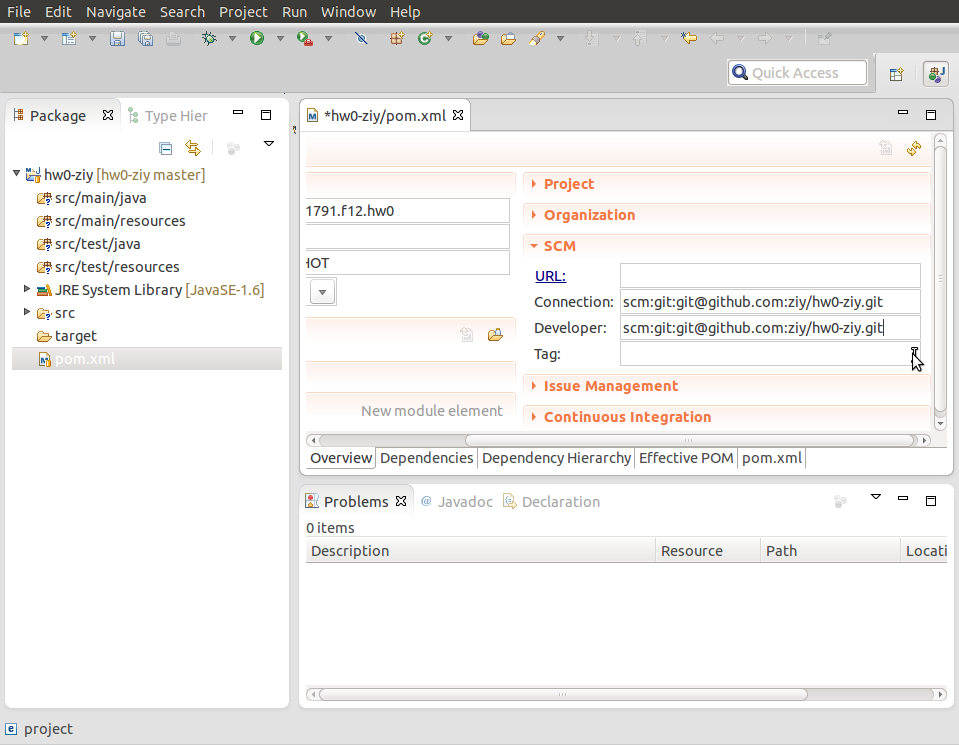 File Edit Navigate Search Project Run Window Help
Quick Access
Package
Type Hier
hw0-ziy [hw0-ziy master]
src/main/java
src/main/resources
src/test/java
src/test/resources
JRE System Library [JavaSE-1.6]
src
target
pom.xml
*hw0-ziy/pom.xml
1791.f12.hw0
HOT
New module element
Project
Organization
SCM
URL:
Connection: scm:git:git@github.com:ziy/hw0-ziy.git
Developer: scm:git:git@github.com:ziy/hw0-ziy.git
Tag:
Issue Management
Continuous Integration
Overview Dependencies Dependency Hierarchy Effective POM pom.xml
Problems @ Javadoc Declaration
0 items
Description Resource Path Locati
project